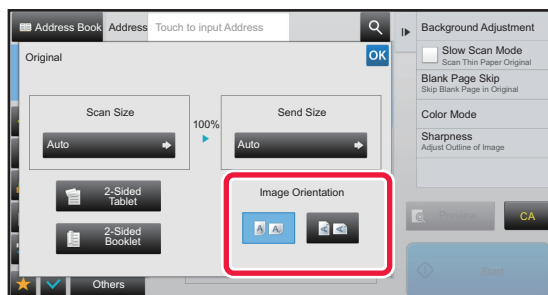 Address Book
Address
Touch to input Address
Original
OK
Scan Size
Auto
100%
Send Size
Auto
2-Sided
Tablet
2-Sided
Booklet
Image Orientation
Others
Background Adjustment
Slow Scan Mode
Scan Thin Paper Original
Blank Page Skip
Skip Blank Page in Original
Color Mode
Sharpness
Adjust Outline of Image
Preview
CA
Start